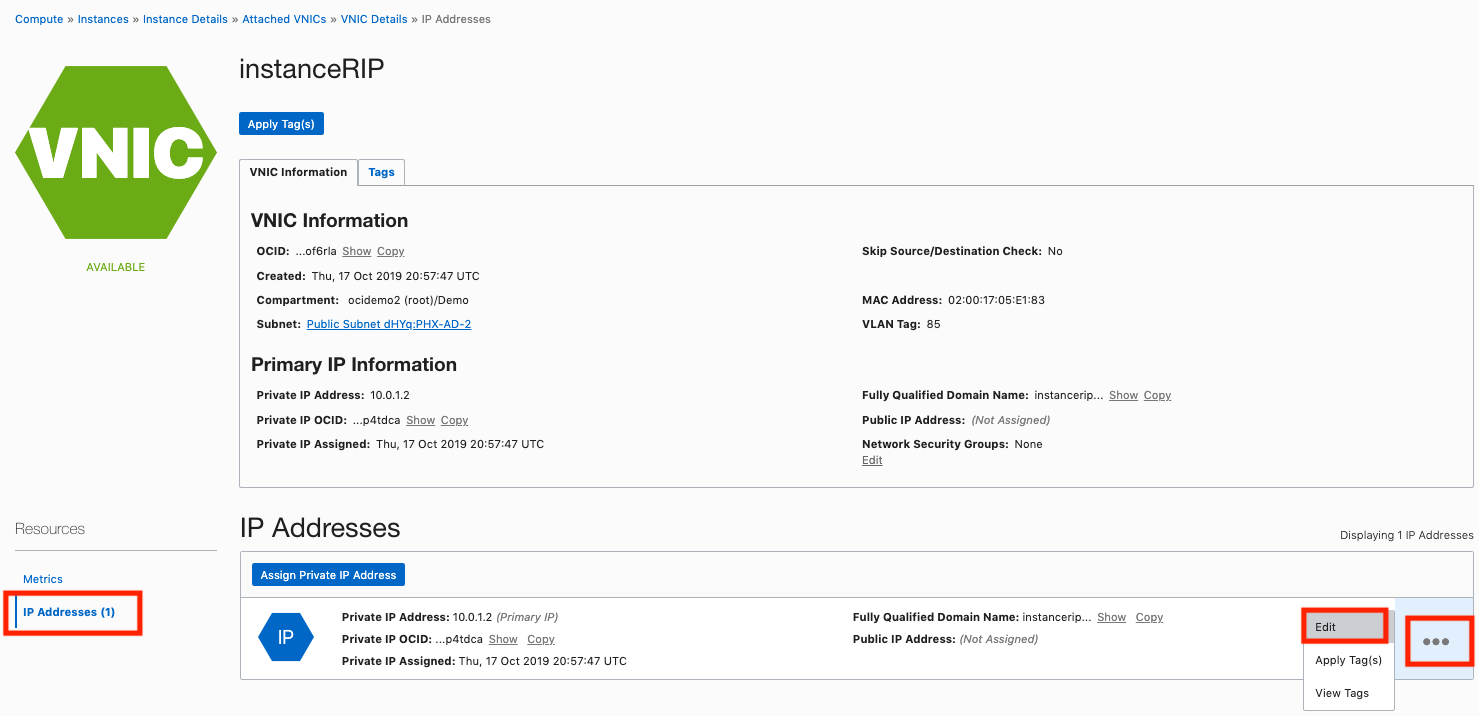 Compute » Instances » Instance Details » Attached VNICs » VNIC Details » IP Addresses
VNIC
AVAILABLE
instanceRIP
Apply Tag(s)
VNIC Information Tags
VNIC Information
OCID: ...of6rla Show Copy
Created: Thu, 17 Oct 2019 20:57:47 UTC
Compartment: ocidemo2 (root)/Demo
Subnet: Public Subnet dHYq:PHX-AD-2
Skip Source/Destination Check: No
MAC Address: 02:00:17:05:E1:83
VLAN Tag: 85
Primary IP Information
Private IP Address: 10.0.1.2
Private IP OCID: ...p4tdca Show Copy
Private IP Assigned: Thu, 17 Oct 2019 20:57:47 UTC
Fully Qualified Domain Name: instancerip... Show Copy
Public IP Address: (Not Assigned)
Network Security Groups: None
Edit
Resources
Metrics
IP Addresses (1)
IP Addresses
Displaying 1 IP Addresses
Assign Private IP Address
IP
Private IP Address: 10.0.1.2 (Primary IP)
Private IP OCID: ...p4tdca Show Copy
Private IP Assigned: Thu, 17 Oct 2019 20:57:47 UTC
Fully Qualified Domain Name: instancerip... Show Copy
Public IP Address: (Not Assigned)
Edit
Apply Tag(s)
View Tags